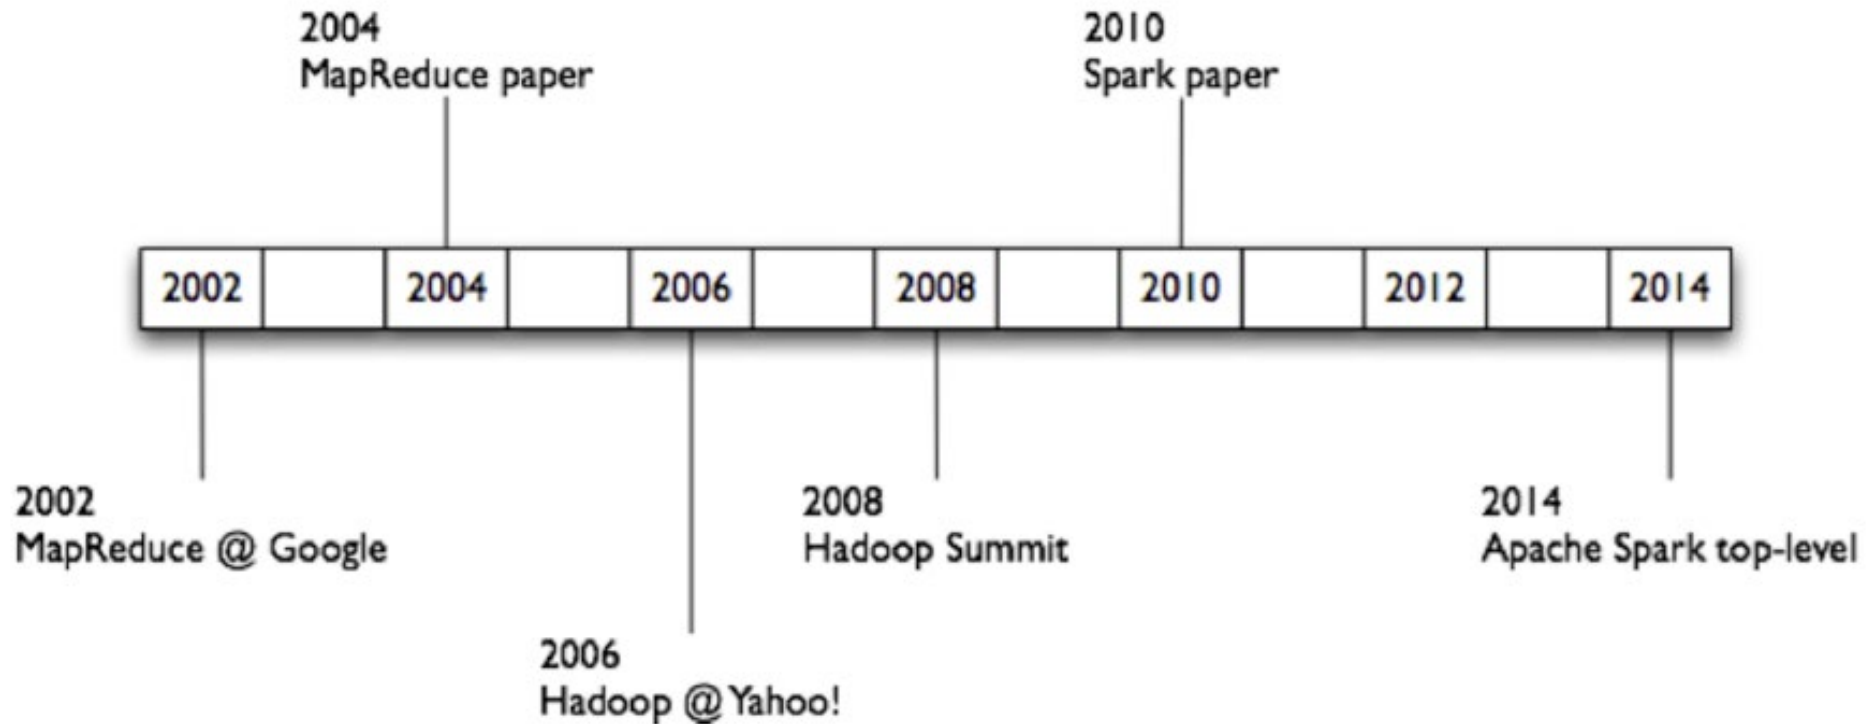 2004
MapReduce paper
2010
Spark paper
2002
2004
2006
2008
2010
2012
2014
2002
MapReduce @ Google
2008
Hadoop Summit
2014
Apache Spark top-level
2006
Hadoop @ Yahoo!